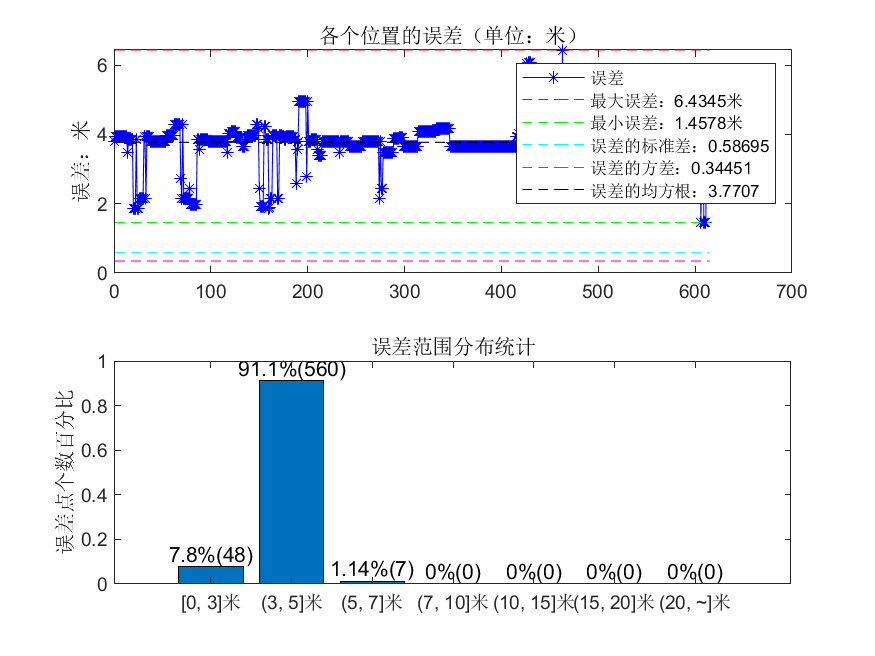 各个位置的误差（单位：米）
误差：米
6
4
2
0
误差
最大误差：6.4345米
最小误差：1.4578米
误差的标准差：0.58695
误差的方差：0.34451
误差的均方根：3.7707
0 100 200 300 400 500 600 700
误差范围分布统计
误差点个数百分比
1
0.8
0.6
0.4
0.2
0
7.8%(48) 91.1%(560) 1.14%(7) 0%(0) 0%(0) 0%(0) 0%(0)
[0, 3]米 (3, 5]米 (5, 7]米 (7, 10]米 (10, 15]米 (15, 20]米 (20, ~]米